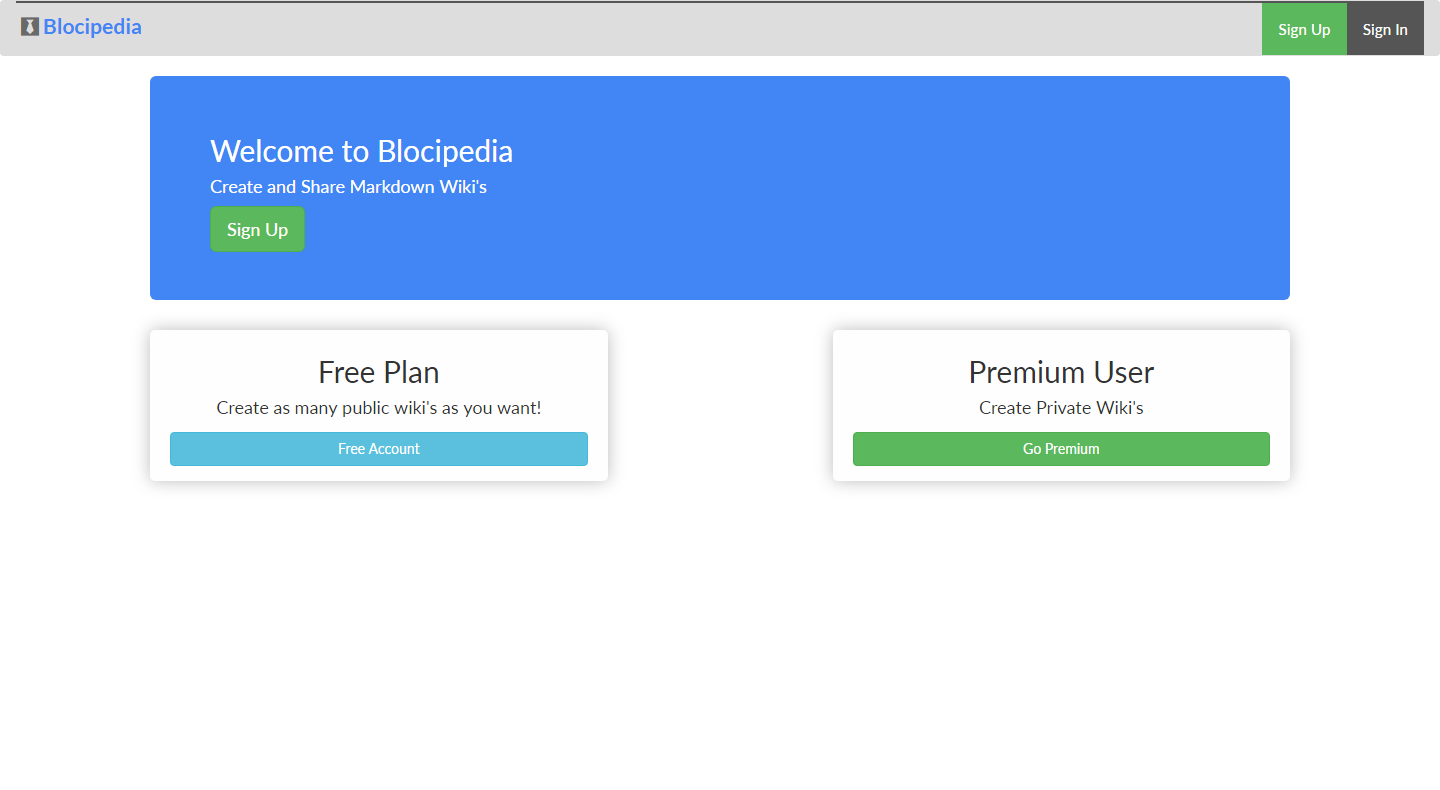 Blocipedia
Sign Up
Sign In
Welcome to Blocipedia
Create and Share Markdown Wiki's
Sign Up
Free Plan
Create as many public wiki's as you want!
Free Account
Premium User
Create Private Wiki's
Go Premium